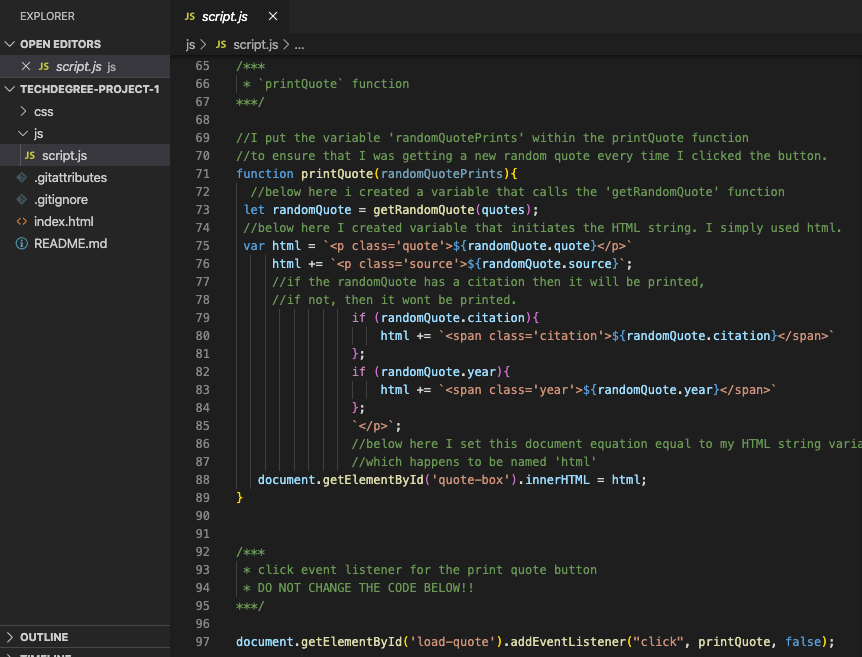 EXPLORER
OPEN EDITORS
JS script.js js
TECHDEGREE-PROJECT-1
css
js
JS script.js
.gitattributes
.gitignore
index.html
README.md
OUTLINE
TIMELINE
JS script.js
js > JS script.js > ...
65 /***
66 * `printQuote` function
67 ***/
68
69 //I put the variable 'randomQuotePrints' within the printQuote function
70 //to ensure that I was getting a new random quote every time I clicked the button.
71 function printQuote(randomQuotePrints){
72 //below here i created a variable that calls the 'getRandomQuote' function
73 let randomQuote = getRandomQuote(quotes);
74 //below here I created variable that initiates the HTML string. I simply used html.
75 var html = `<p class='quote'>${randomQuote.quote}</p>`
76 html += `<p class='source'>${randomQuote.source}`;
77 //if the randomQuote has a citation then it will be printed,
78 //if not, then it wont be printed.
79 if (randomQuote.citation){
80 html += `<span class='citation'>${randomQuote.citation}</span>`
81 };
82 if (randomQuote.year){
83 html += `<span class='year'>${randomQuote.year}</span>`
84 };
85 `</p>`;
86 //below here I set this document equation equal to my HTML string varia
87 //which happens to be named 'html'
88 document.getElementById('quote-box').innerHTML = html;
89 }
90
91
92 /***
93 * click event listener for the print quote button
94 * DO NOT CHANGE THE CODE BELOW!!
95 ***/
96
97 document.getElementById('load-quote').addEventListener("click", printQuote, false);